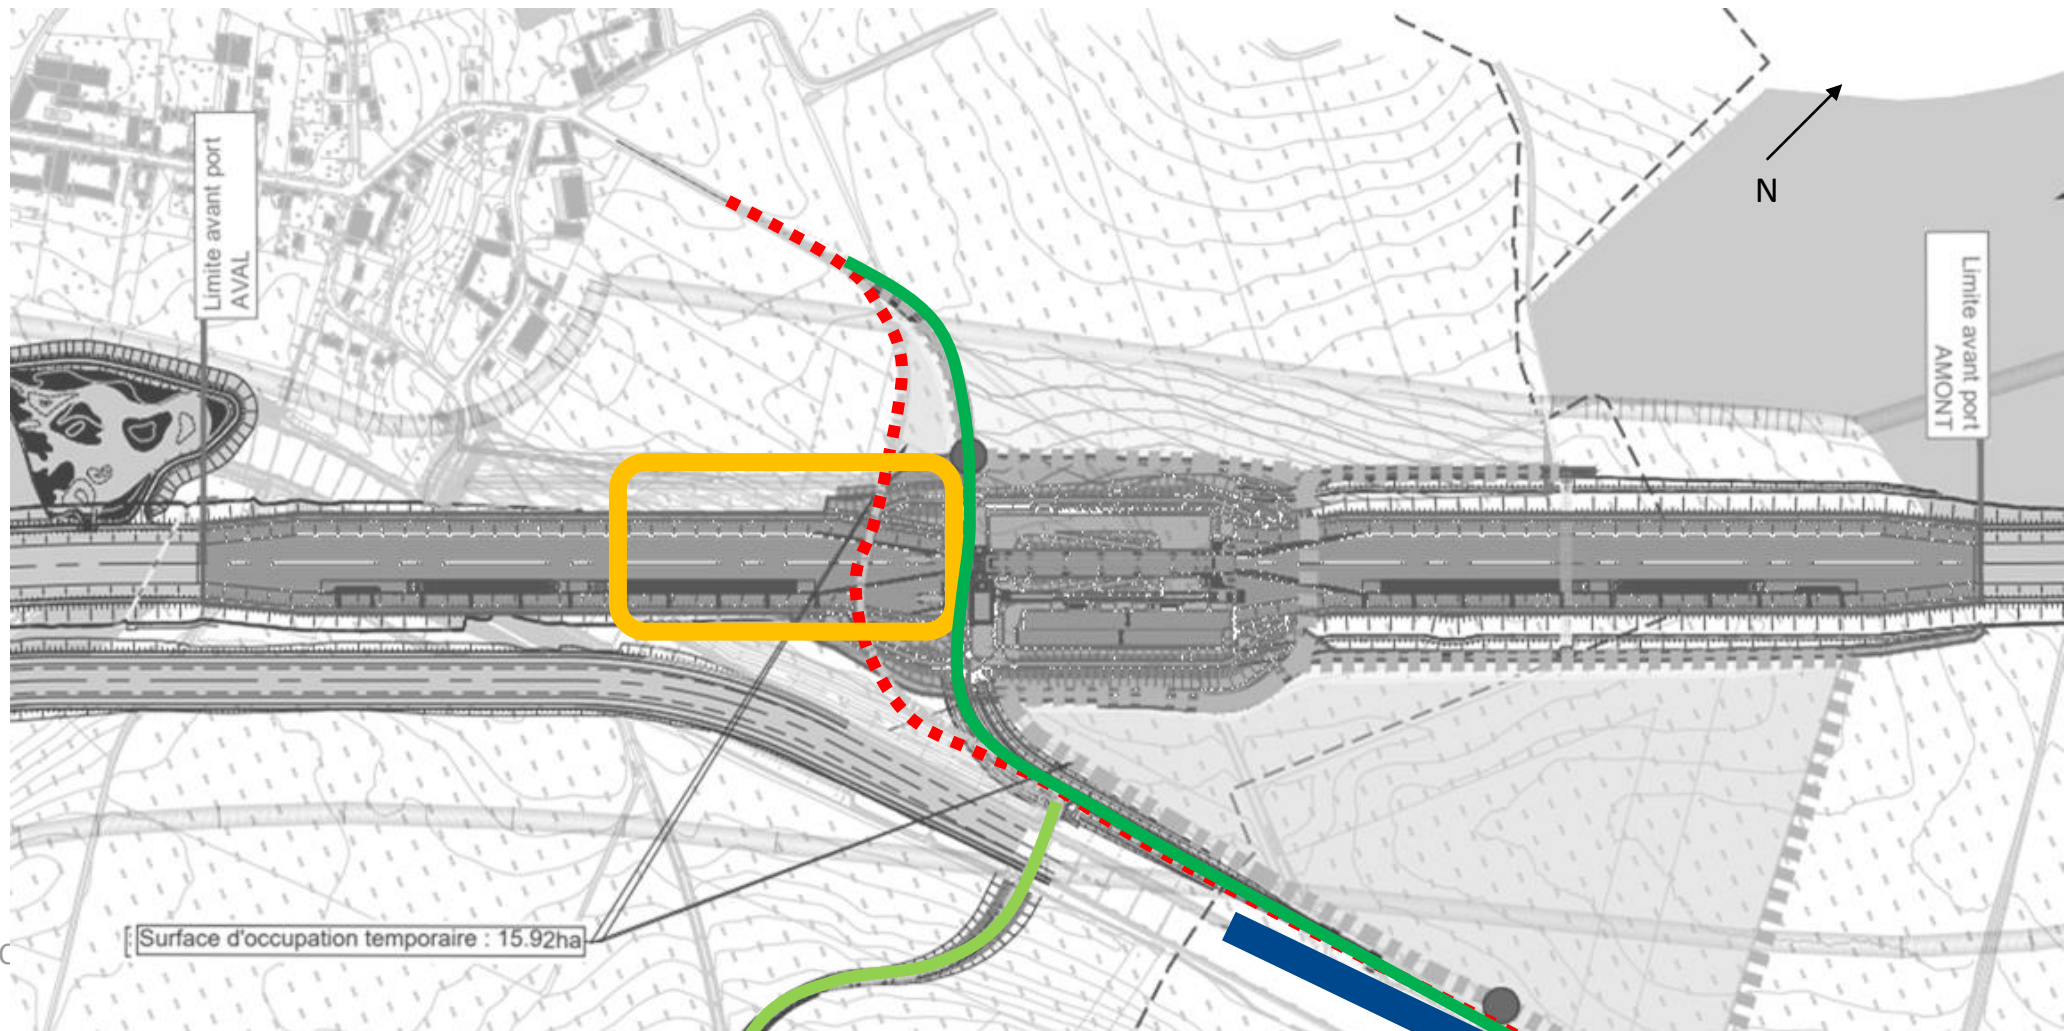 Limite avant port
AVAL
N
Limite avant port
AMONT
Surface d'occupation temporaire : 15.92ha